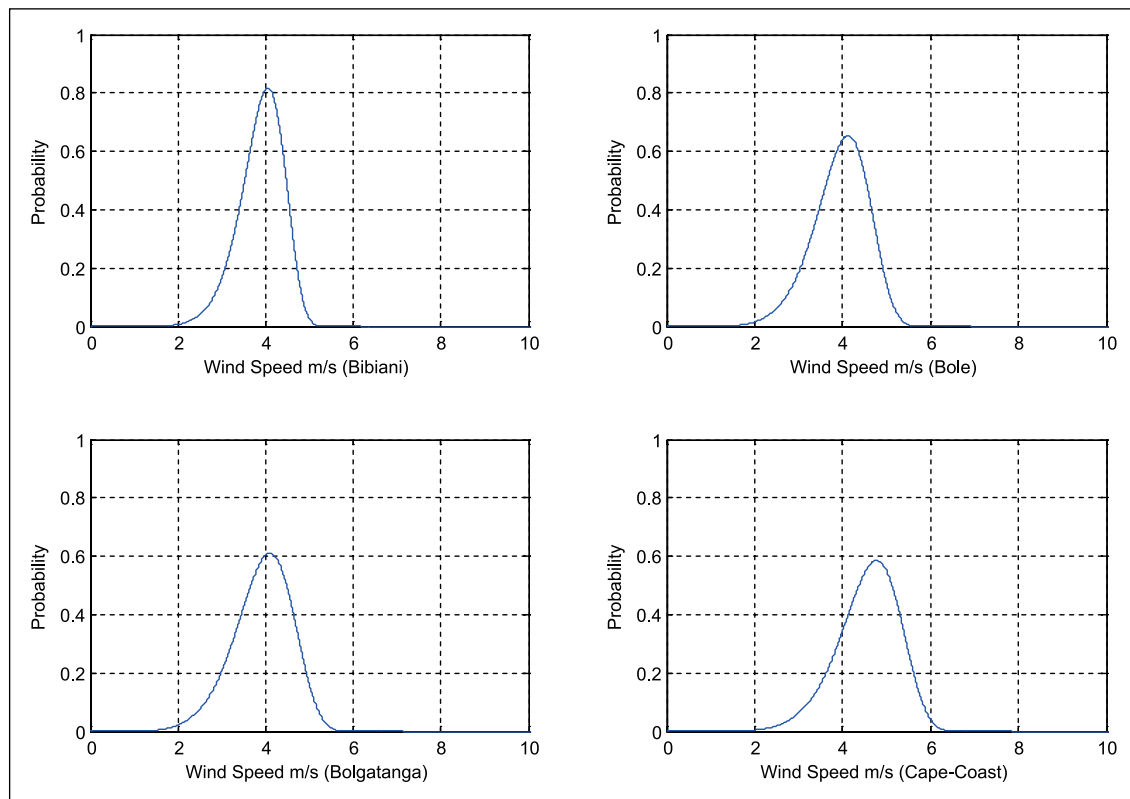 1
0.8
0.6
0.4
0.2
0
Probability
0 2 4 6 8 10
Wind Speed m/s (Bibiani)
1
0.8
0.6
0.4
0.2
0
Probability
0 2 4 6 8 10
Wind Speed m/s (Bole)
1
0.8
0.6
0.4
0.2
0
Probability
0 2 4 6 8 10
Wind Speed m/s (Bolgatanga)
1
0.8
0.6
0.4
0.2
0
Probability
0 2 4 6 8 10
Wind Speed m/s (Cape-Coast)